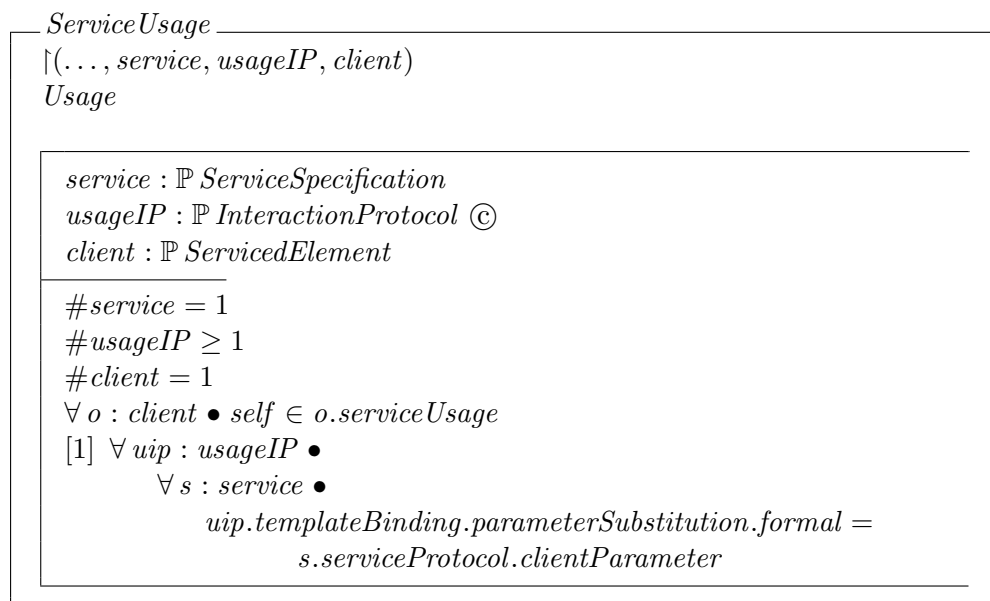 ServiceUsage
↾(…, service, usageIP, client)
Usage
service : ℙ ServiceSpecification
usageIP : ℙ InteractionProtocol ©
client : ℙ ServicedElement
#service = 1
#usageIP ≥ 1
#client = 1
∀ o : client • self ∈ o.serviceUsage
[1] ∀ uip : usageIP •
∀ s : service •
uip.templateBinding.parameterSubstitution.formal =
s.serviceProtocol.clientParameter